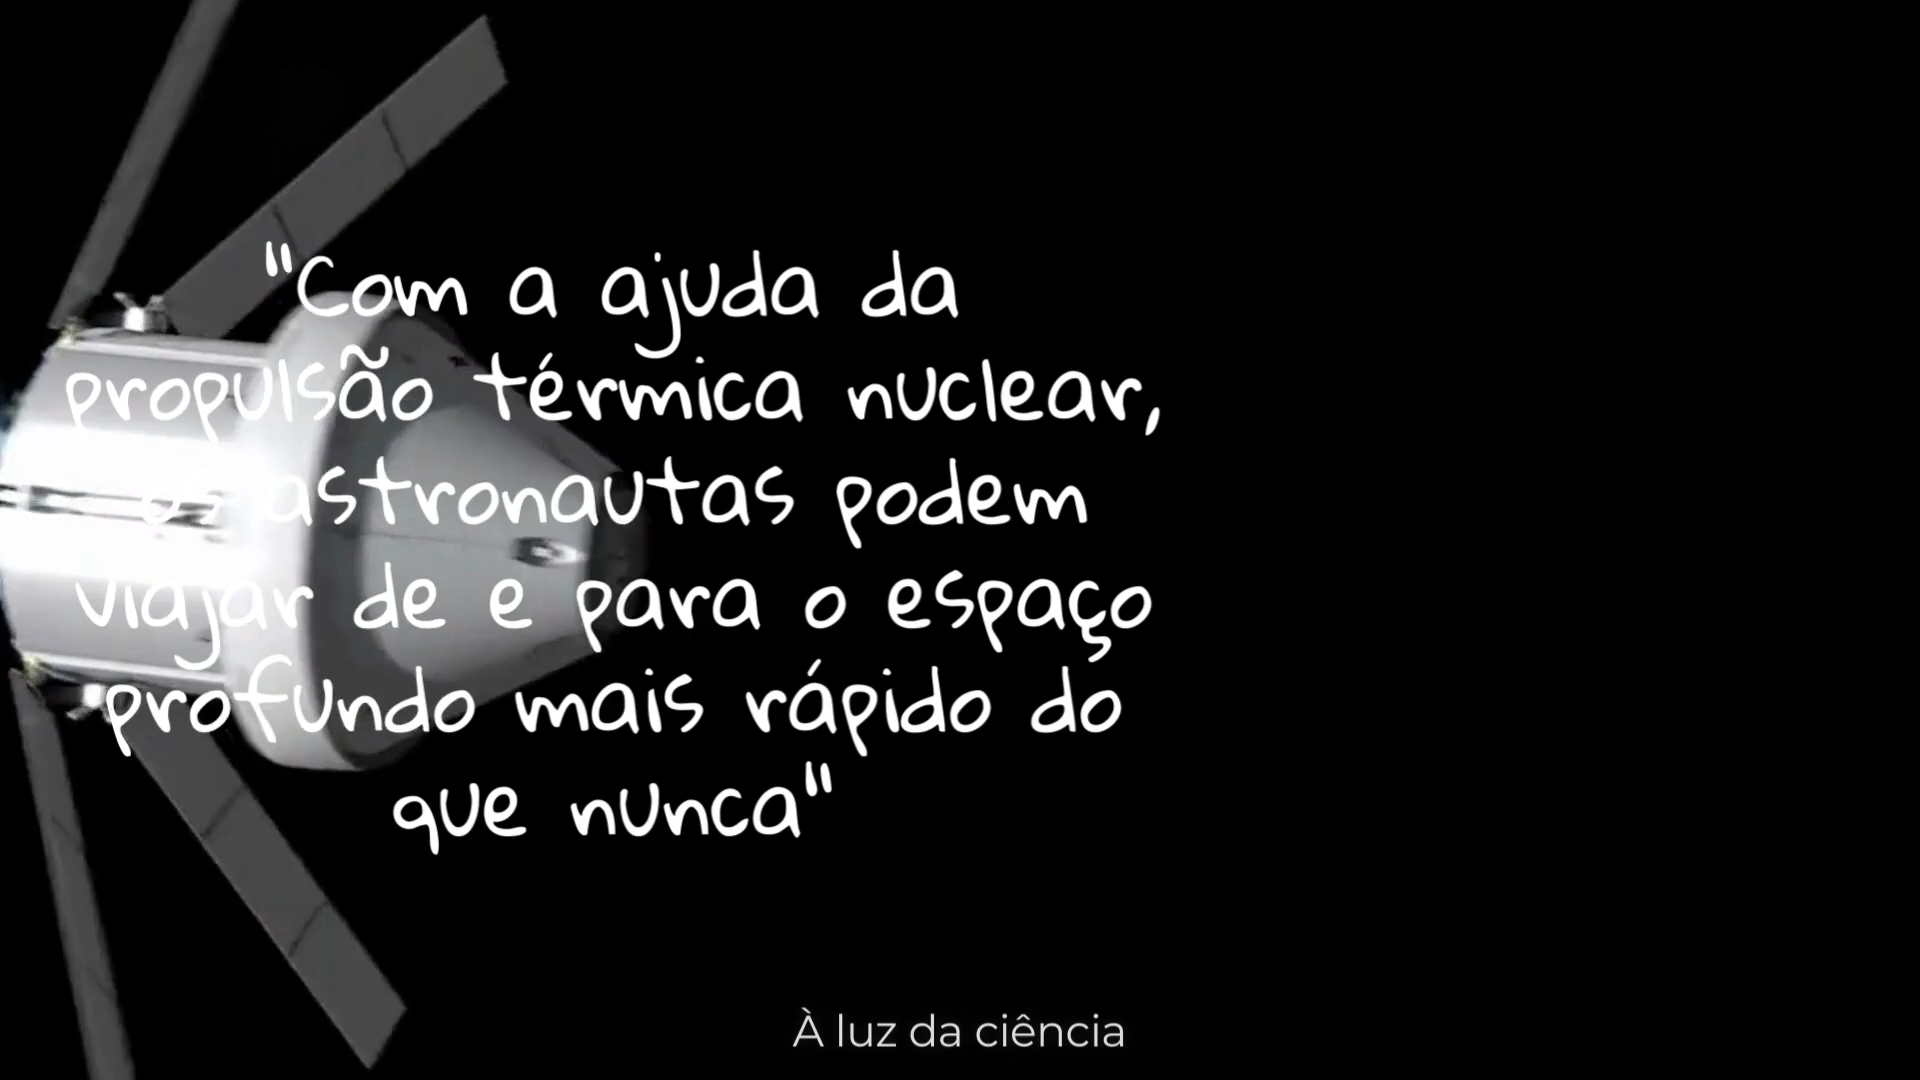 "Com a ajuda da
propulsão térmica nuclear,
os astronautas podem
viajar de e para o espaço
profundo mais rápido do
que nunca"
À luz da ciência